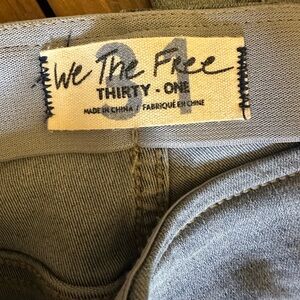 31
We The Free
THIRTY - ONE
MADE IN CHINA / FABRIQUÉ EN CHINE